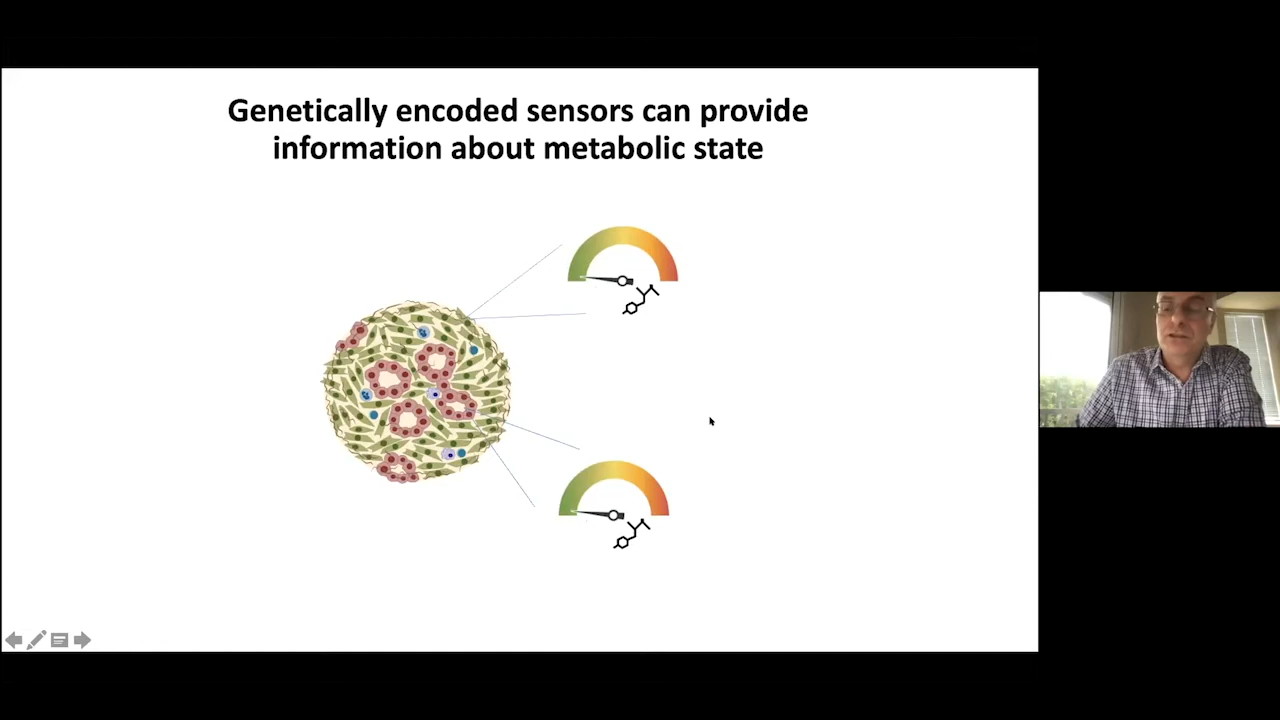 Genetically encoded sensors can provide
information about metabolic state